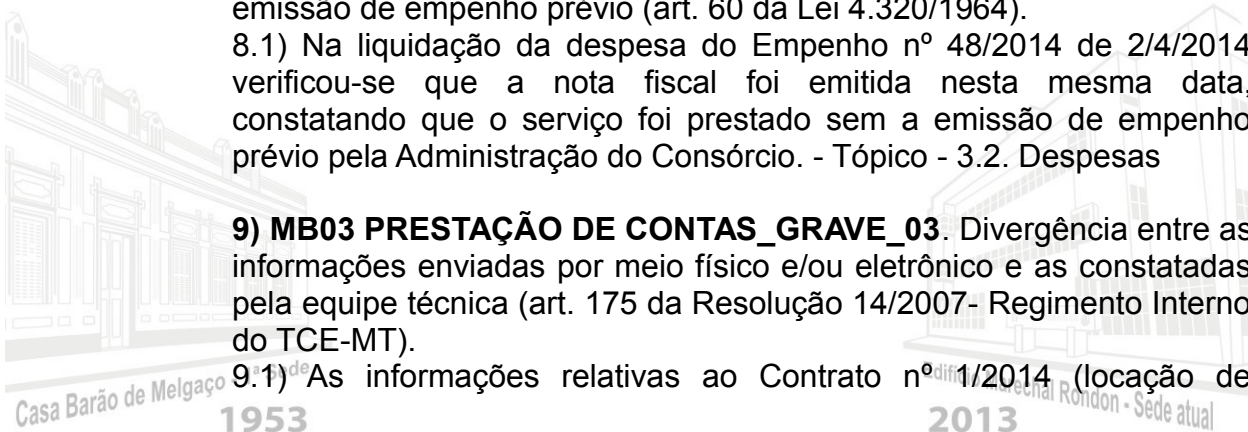 emissão de empenho prévio (art. 60 da Lei 4.320/1964).
8.1) Na liquidação da despesa do Empenho nº 48/2014 de 2/4/2014
verificou-se que a nota fiscal foi emitida nesta mesma data,
constatando que o serviço foi prestado sem a emissão de empenho
prévio pela Administração do Consórcio. - Tópico - 3.2. Despesas
9) MB03 PRESTAÇÃO DE CONTAS_GRAVE_03. Divergência entre as
informações enviadas por meio físico e/ou eletrônico e as constatadas
pela equipe técnica (art. 175 da Resolução 14/2007- Regimento Interno
do TCE-MT).
9.1) As informações relativas ao Contrato nº 1/2014 (locação de
Casa Barão de Melgaço 1ª Sede
1953
Edifício Marechal Rondon - Sede atual
2013